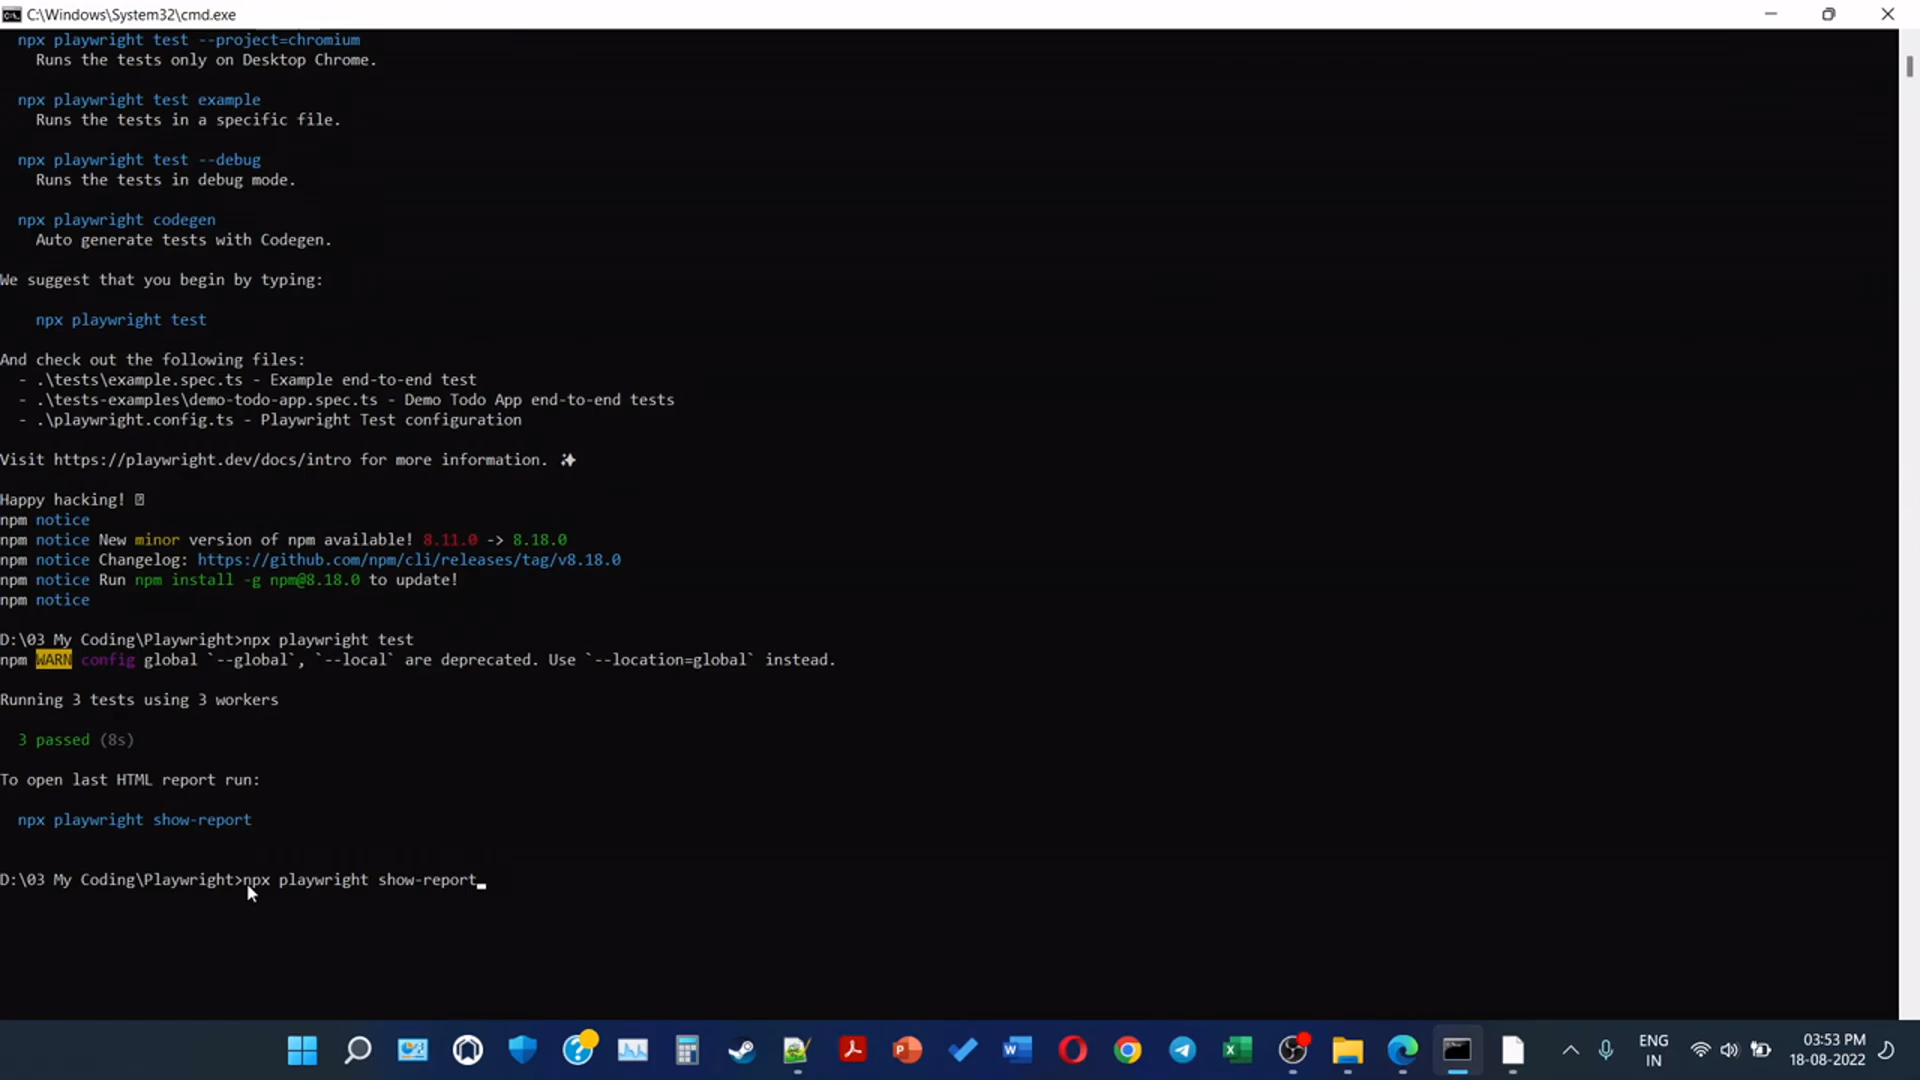 C:\Windows\System32\cmd.exe
npx playwright test --project=chromium
Runs the tests only on Desktop Chrome.
npx playwright test example
Runs the tests in a specific file.
npx playwright test --debug
Runs the tests in debug mode.
npx playwright codegen
Auto generate tests with Codegen.
We suggest that you begin by typing:
npx playwright test
And check out the following files:
- .\tests\example.spec.ts - Example end-to-end test
- .\tests-examples\demo-todo-app.spec.ts - Demo Todo App end-to-end tests
- .\playwright.config.ts - Playwright Test configuration
Visit https://playwright.dev/docs/intro for more information. ✨
Happy hacking!
npm notice
npm notice New minor version of npm available! 8.11.0 -> 8.18.0
npm notice Changelog: https://github.com/npm/cli/releases/tag/v8.18.0
npm notice Run npm install -g npm@8.18.0 to update!
npm notice
D:\03 My Coding\Playwright>npx playwright test
npm WARN config global `--global`, `--local` are deprecated. Use `--location=global` instead.
Running 3 tests using 3 workers
3 passed (8s)
To open last HTML report run:
npx playwright show-report
D:\03 My Coding\Playwright>npx playwright show-report_
ENG
IN
03:53 PM
18-08-2022